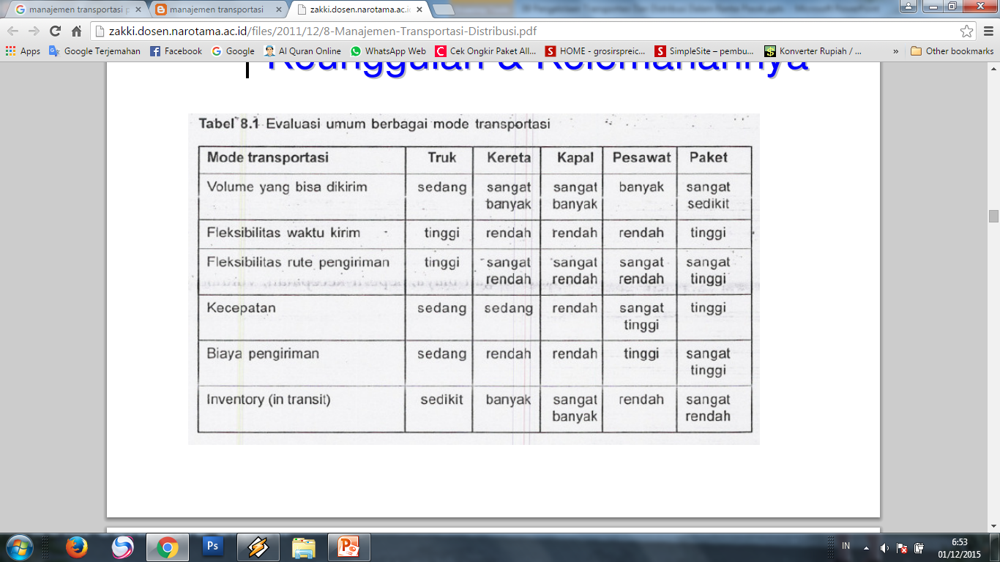 manajemen transportasi p
manajemen transportasi
zakki.dosen.narotama.ac.i
zakki.dosen.narotama.ac.id/files/2011/12/8-Manajemen-Transportasi-Distribusi.pdf
Apps Google Terjemahan Facebook Google Al Quran Online WhatsApp Web Cek Ongkir Paket All... HOME - grosirspreic... SimpleSite – pembu... Konverter Rupiah / ... » Other bookmarks
Keunggulan & Kelemahannya
Tabel 8.1 Evaluasi umum berbagai mode transportasi
Mode transportasi Truk Kereta Kapal Pesawat Paket
Volume yang bisa dikirim sedang sangat sangat banyak sangat
banyak banyak sedikit
Fleksibilitas waktu kirim tinggi rendah rendah rendah tinggi
Fleksibilitas rute pengiriman tinggi sangat sangat sangat sangat
rendah rendah rendah tinggi
Kecepatan sedang sedang rendah sangat tinggi
tinggi
Biaya pengiriman sedang rendah rendah tinggi sangat
tinggi
Inventory (in transit) sedikit banyak sangat rendah sangat
banyak rendah
Ps
IN
6:53
01/12/2015